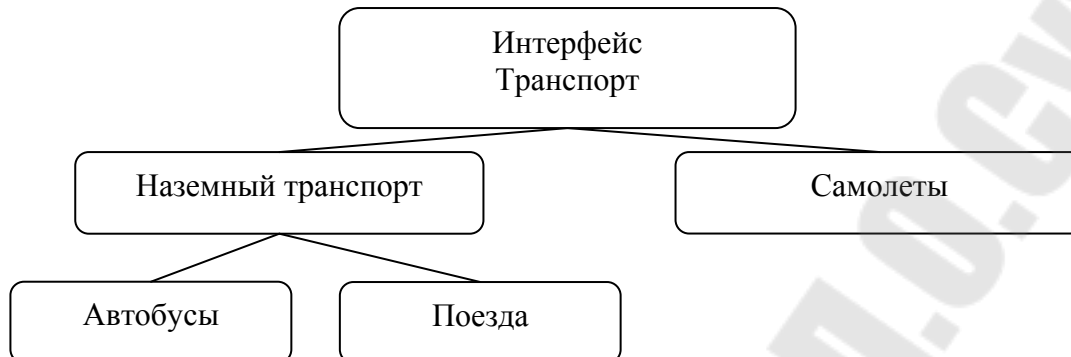 Интерфейс
Транспорт
Наземный транспорт
Самолеты
Автобусы
Поезда